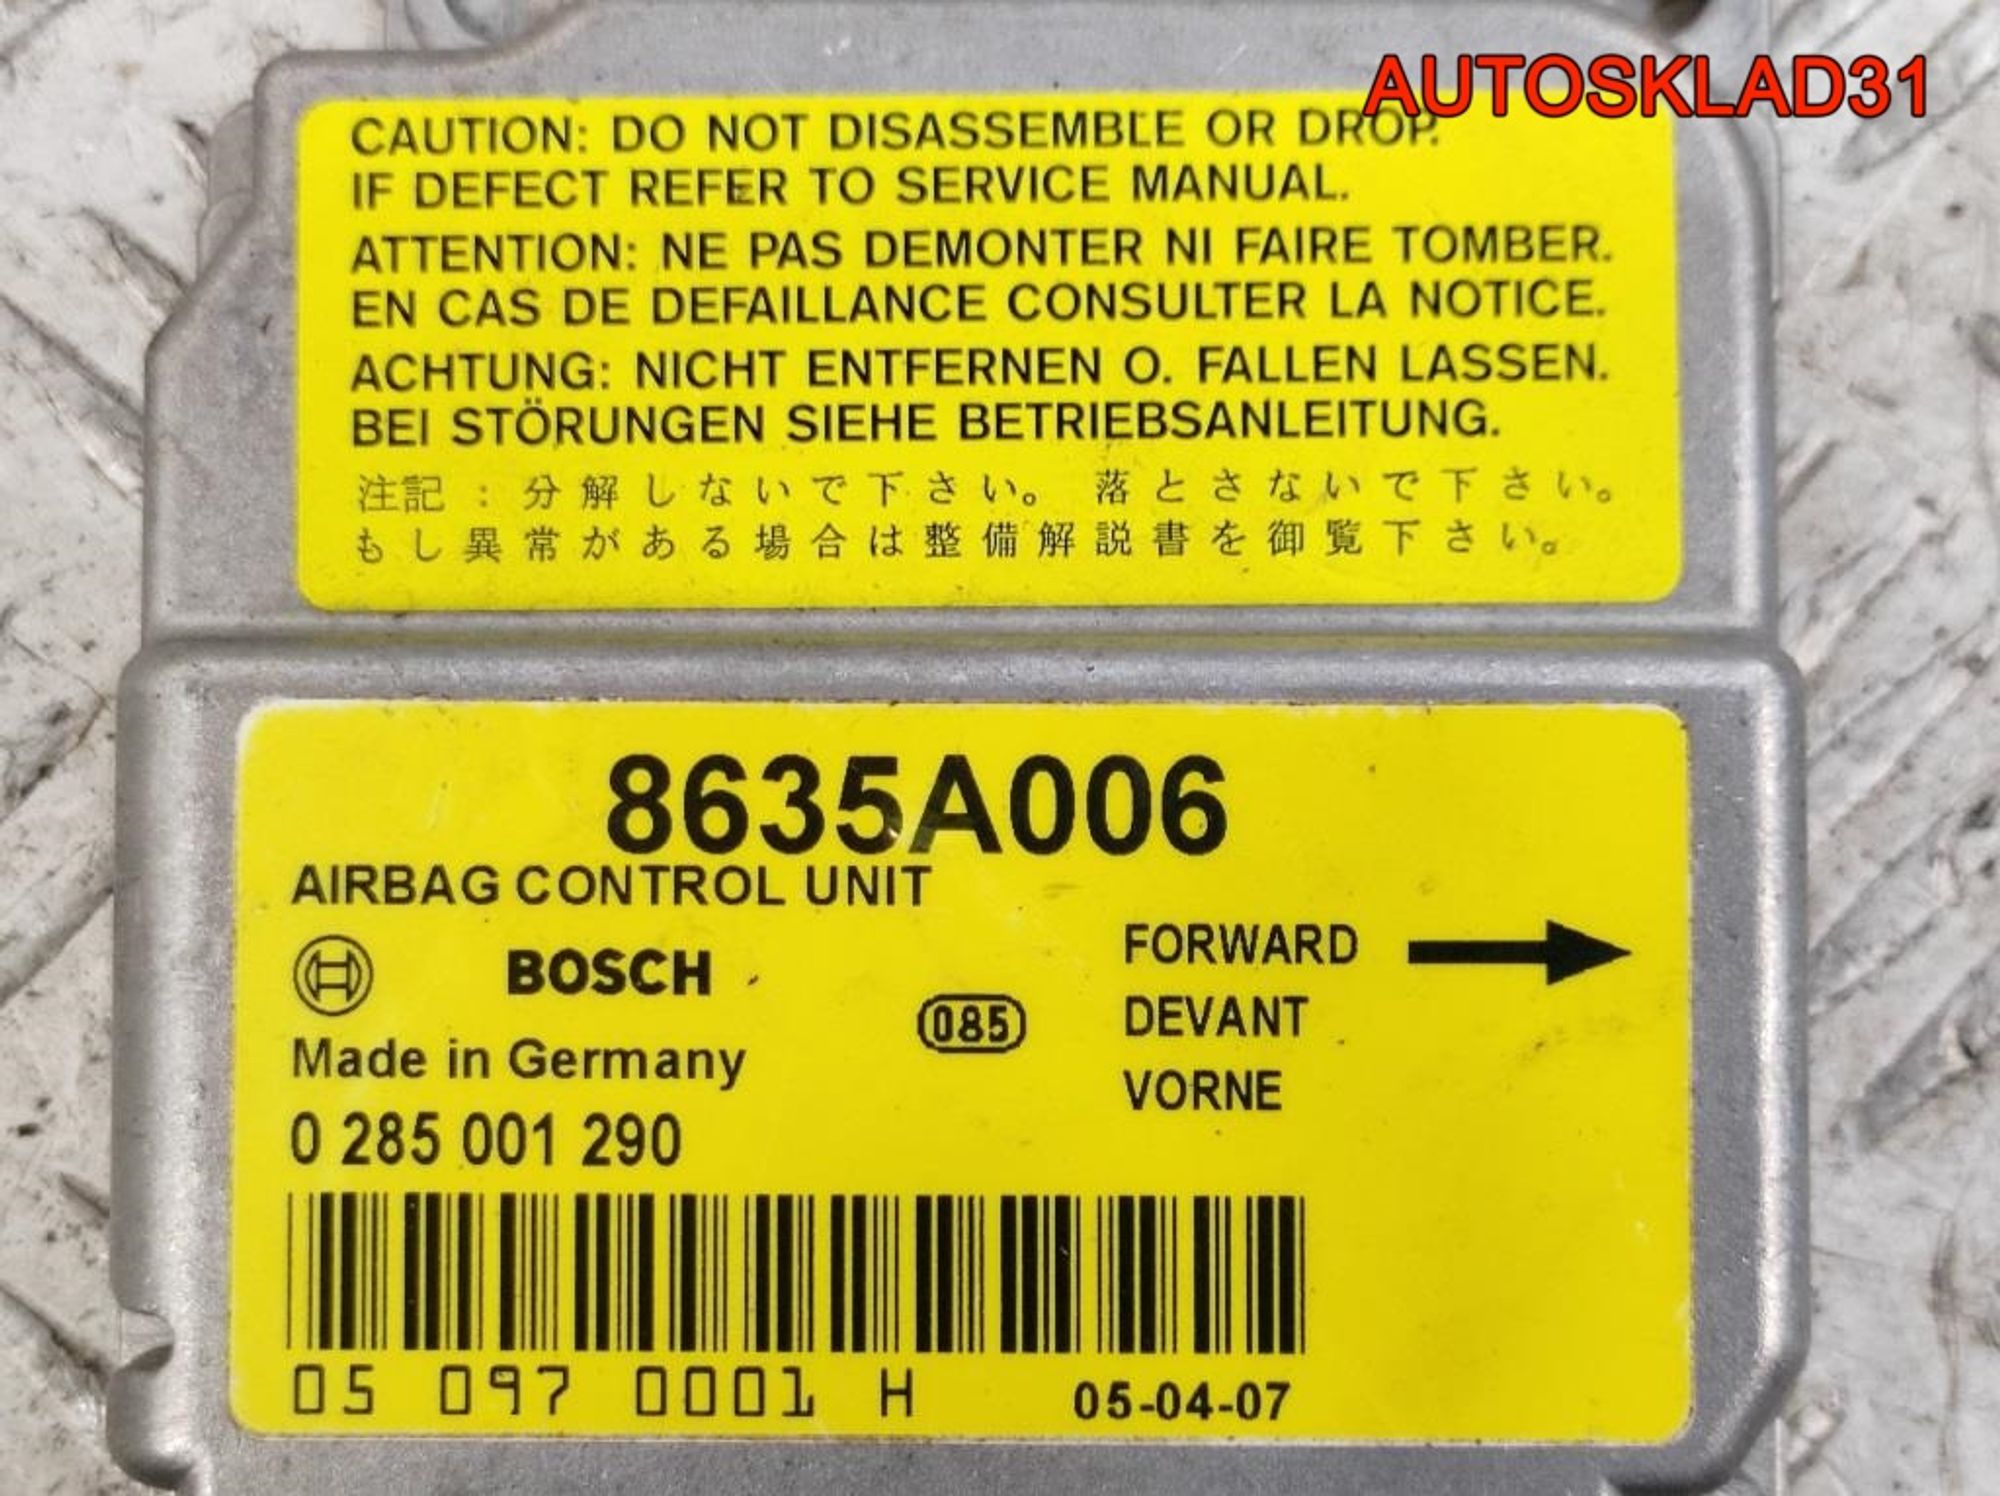 AUTOSKLAD31
CAUTION: DO NOT DISASSEMBLE OR DROP.
IF DEFECT REFER TO SERVICE MANUAL.
ATTENTION: NE PAS DEMONTER NI FAIRE TOMBER.
EN CAS DE DEFAILLANCE CONSULTER LA NOTICE.
ACHTUNG: NICHT ENTFERNEN O. FALLEN LASSEN.
BEI STÖRUNGEN SIEHE BETRIEBSANLEITUNG.
注記：分解しないで下さい。 落とさないで下さい。
もし異常がある場合は整備解説書を御覧下さい。
8635A006
AIRBAG CONTROL UNIT
BOSCH
FORWARD
085
DEVANT
Made in Germany
VORNE
0 285 001 290
05 097 0001 H 05-04-07